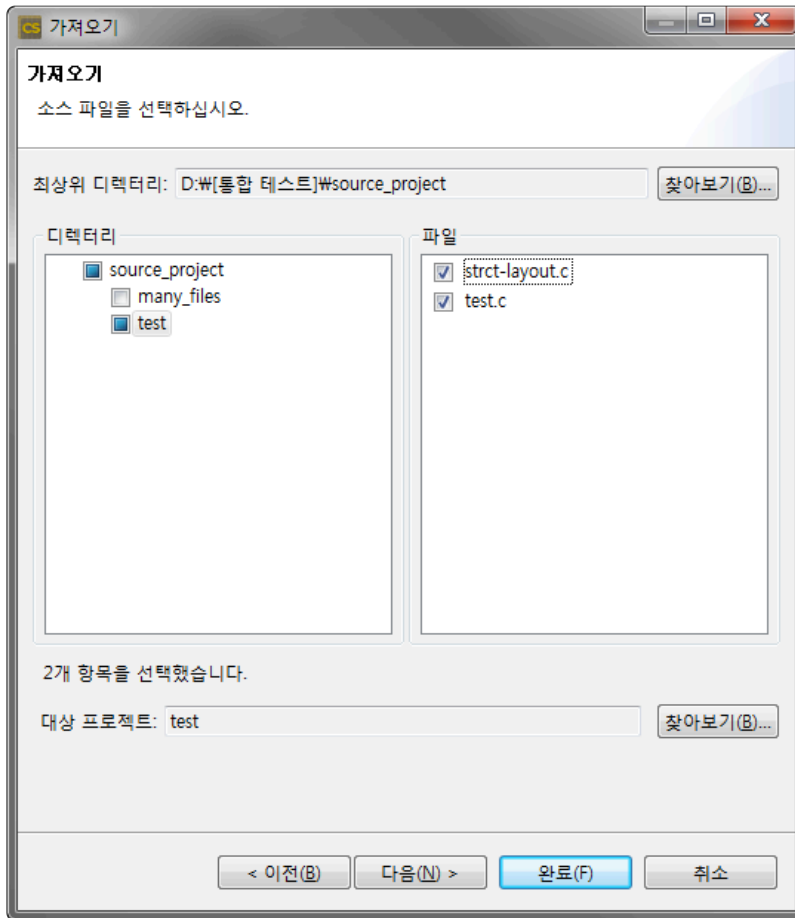 CS 가져오기
가져오기
소스 파일을 선택하십시오.
최상위 디렉터리: D:₩[통합 테스트]₩source_project 찾아보기(B)...
디렉터리
source_project
many_files
test
파일
strct-layout.c
test.c
2개 항목을 선택했습니다.
대상 프로젝트: test 찾아보기(B)...
< 이전(B) 다음(N) > 완료(F) 취소